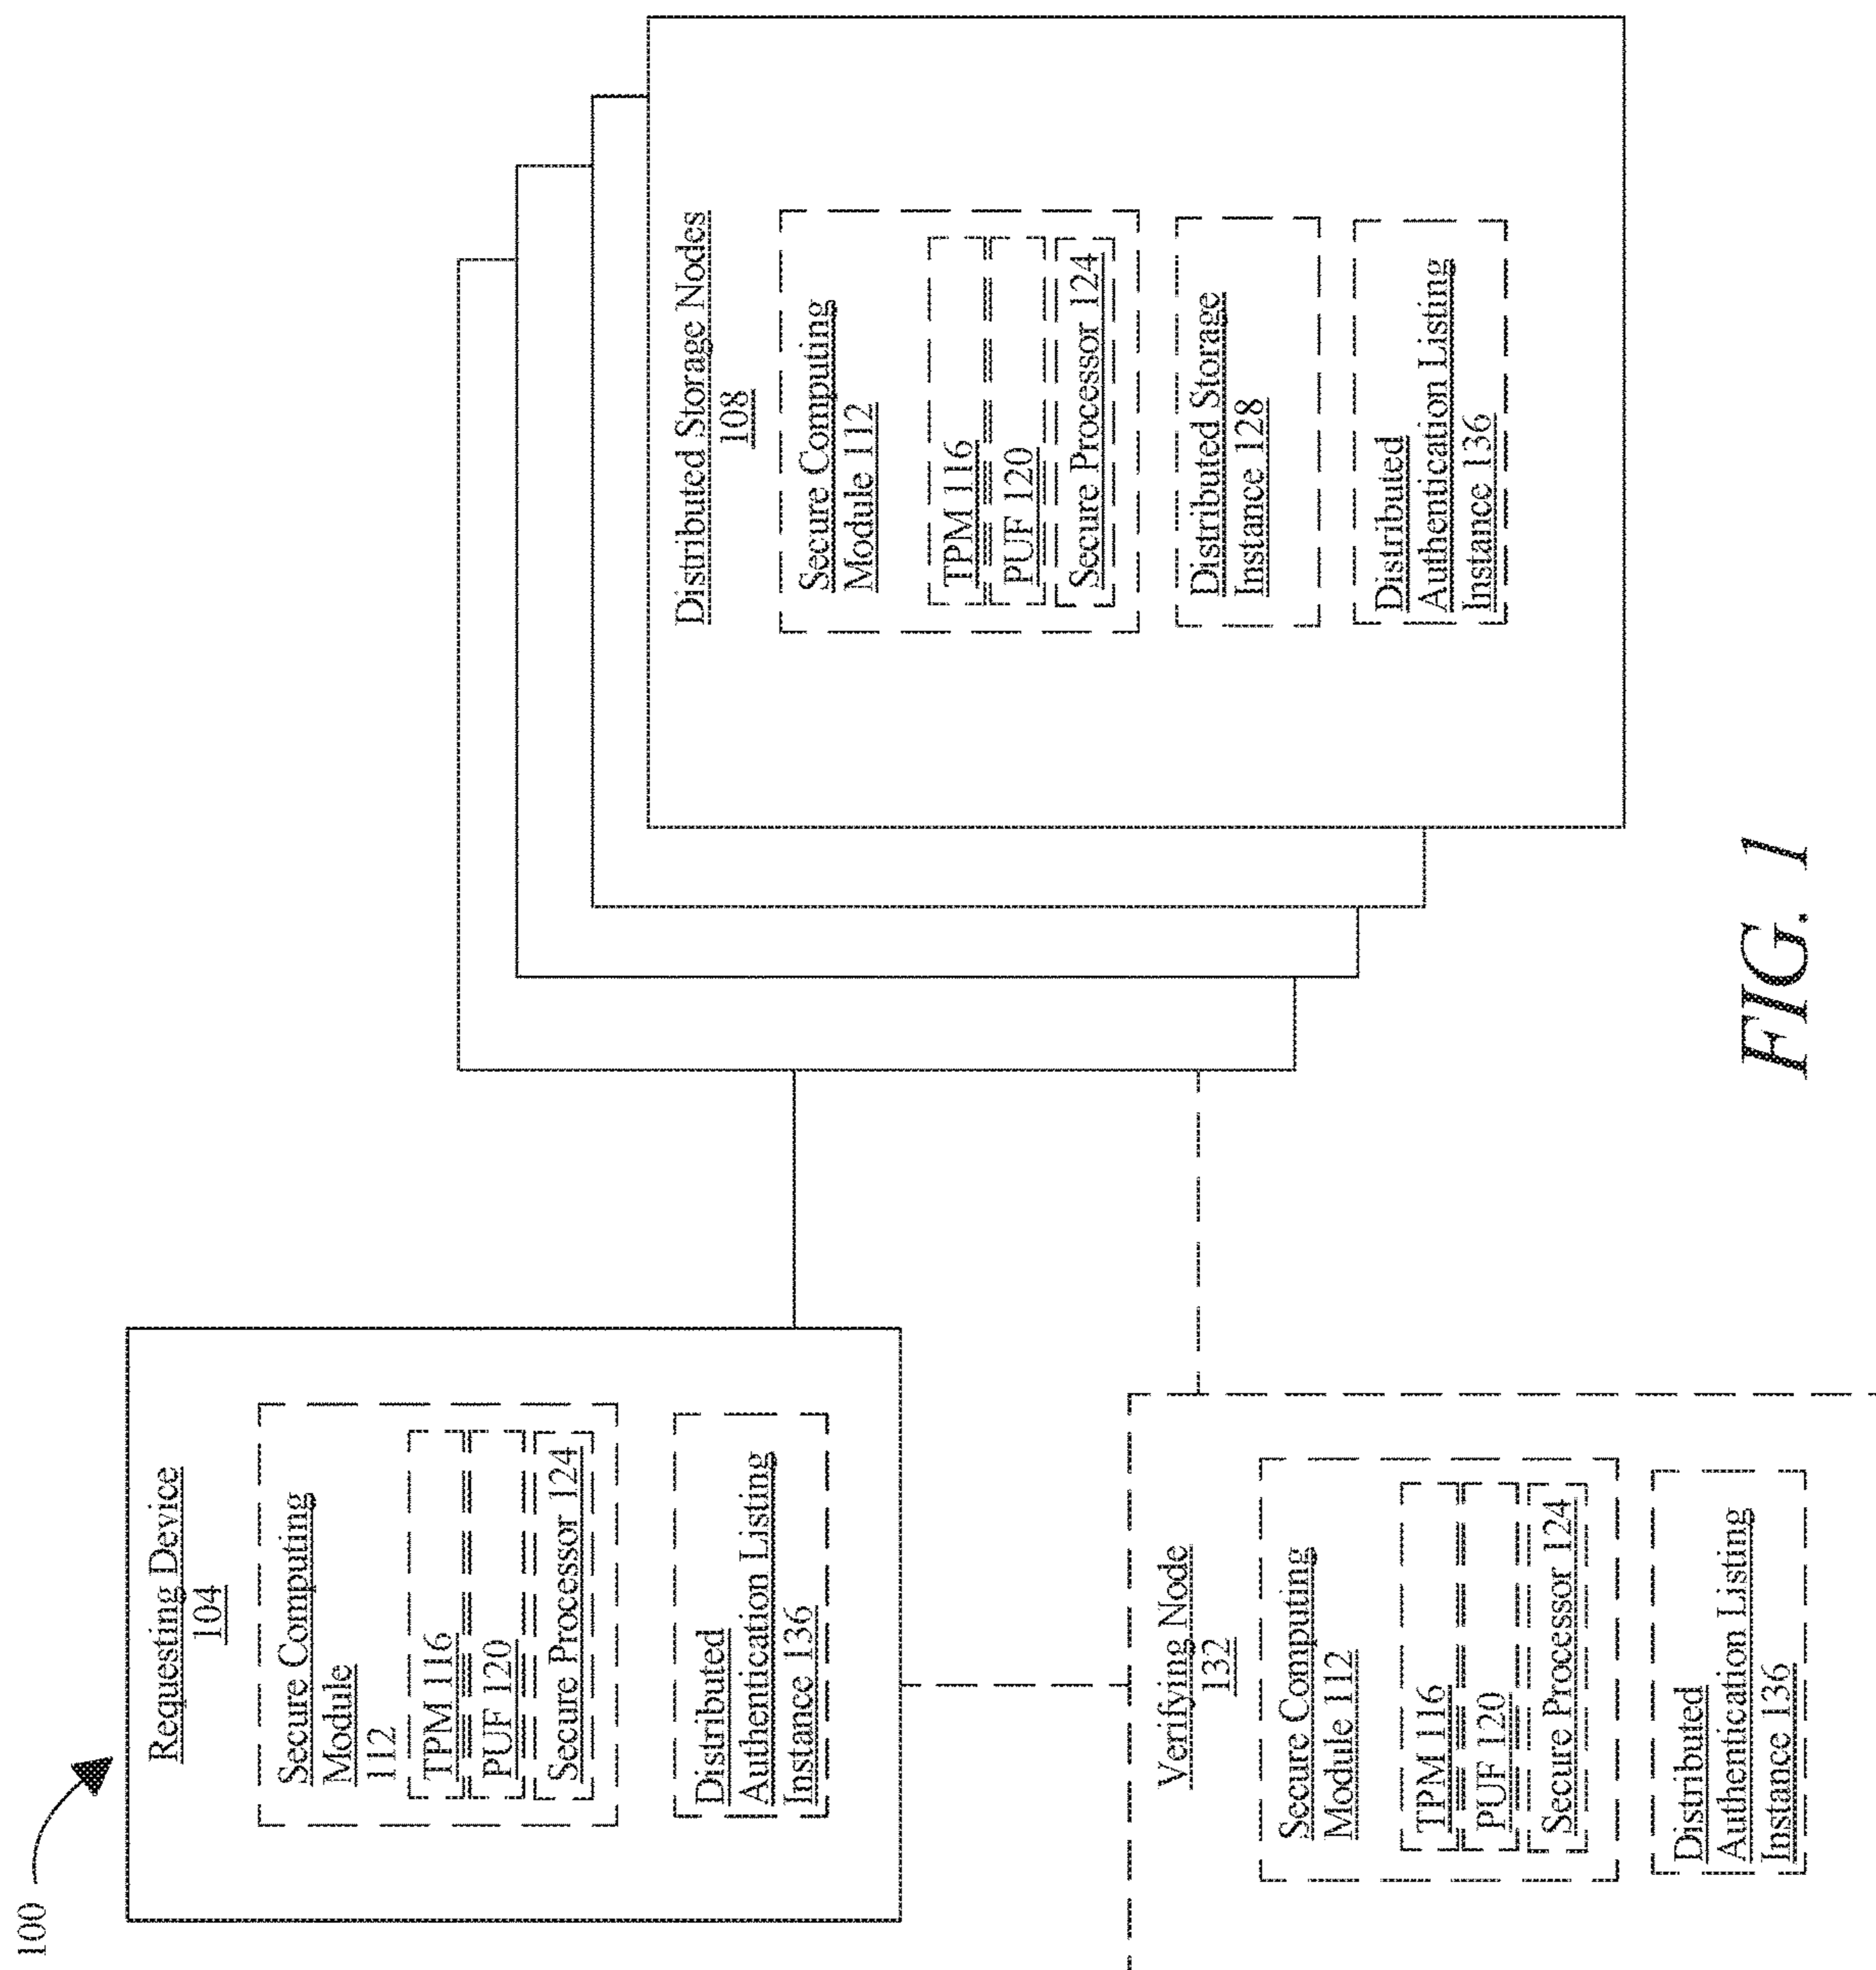 100
Requesting Device
104
Secure Computing
Module
112
TPM 116
PUF 120
Secure Processor 124
Distributed
Authentication Listing
Instance 136
Distributed Storage Nodes
108
Secure Computing
Module 112
TPM 116
PUF 120
Secure Processor 124
Distributed Storage
Instance 128
Distributed
Authentication Listing
Instance 136
Verifying Node
132
Secure Computing
Module 112
TPM 116
PUF 120
Secure Processor 124
Distributed
Authentication Listing
Instance 136
FIG. 1